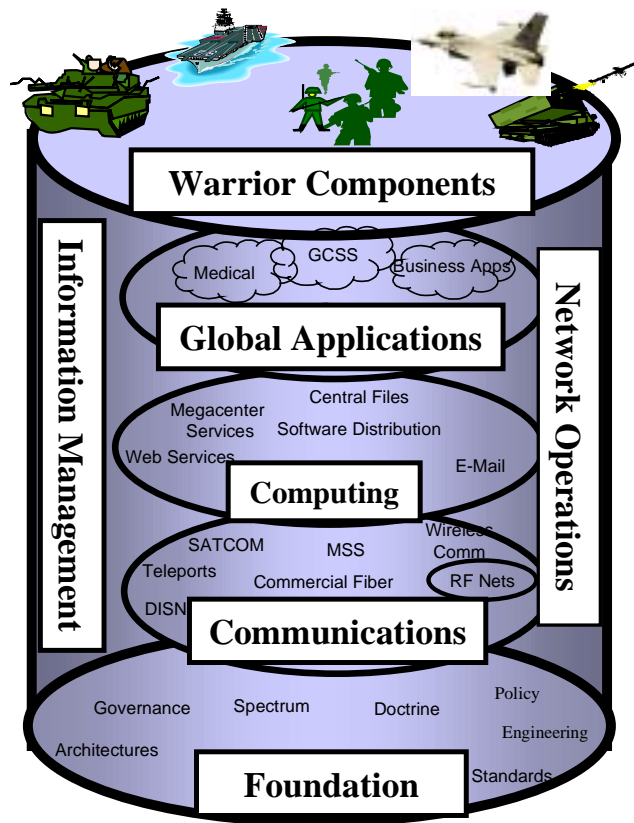 Warrior Components
Information Management
Network Operations
GCSS
Medical
Business Apps
Global Applications
Central Files
Megacenter
Services
Software Distribution
Web Services
E-Mail
Computing
Wireless
Comm
SATCOM
MSS
Teleports
Commercial Fiber
RF Nets
DISN
Communications
Policy
Governance
Spectrum
Doctrine
Engineering
Architectures
Standards
Foundation